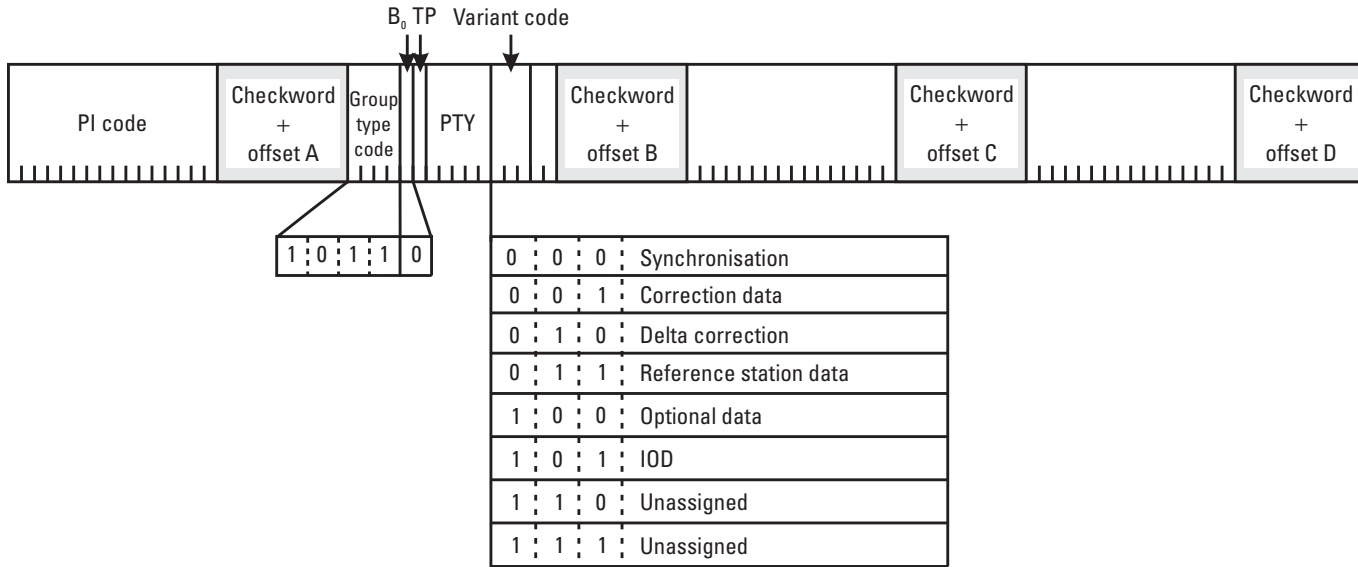 B0 TP Variant code
PI code
Checkword
+
offset A
Group
type
code
PTY
Checkword
+
offset B
Checkword
+
offset C
Checkword
+
offset D
1 0 1 1 0
0 0 0 Synchronisation
0 0 1 Correction data
0 1 0 Delta correction
0 1 1 Reference station data
1 0 0 Optional data
1 0 1 IOD
1 1 0 Unassigned
1 1 1 Unassigned